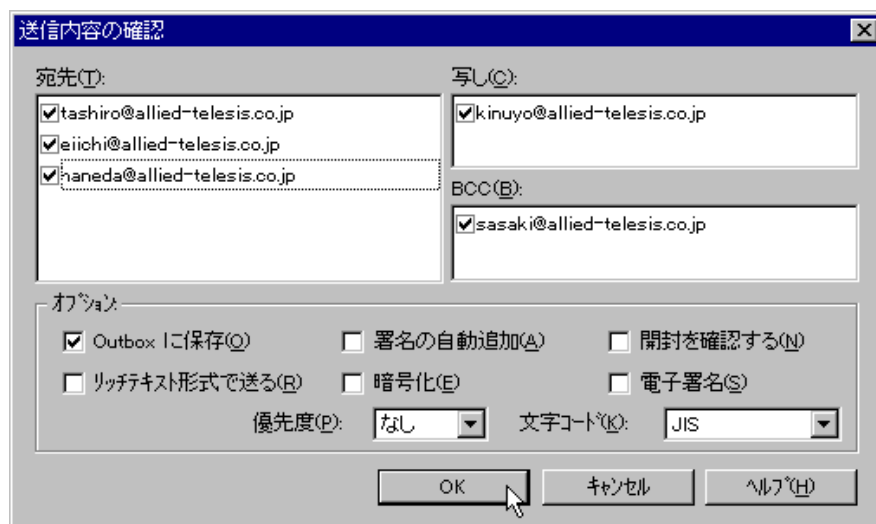 送信内容の確認
宛先(T):
tashiro@allied-telesis.co.jp
eiichi@allied-telesis.co.jp
haneda@allied-telesis.co.jp
写し(C):
kinuyo@allied-telesis.co.jp
BCC(B):
sasaki@allied-telesis.co.jp
オプション:
Outbox に保存(O) 署名の自動追加(A) 開封を確認する(N)
リッチテキスト形式で送る(R) 暗号化(E) 電子署名(S)
優先度(P): なし 文字コード(K): JIS
OK キャンセル ヘルプ(H)